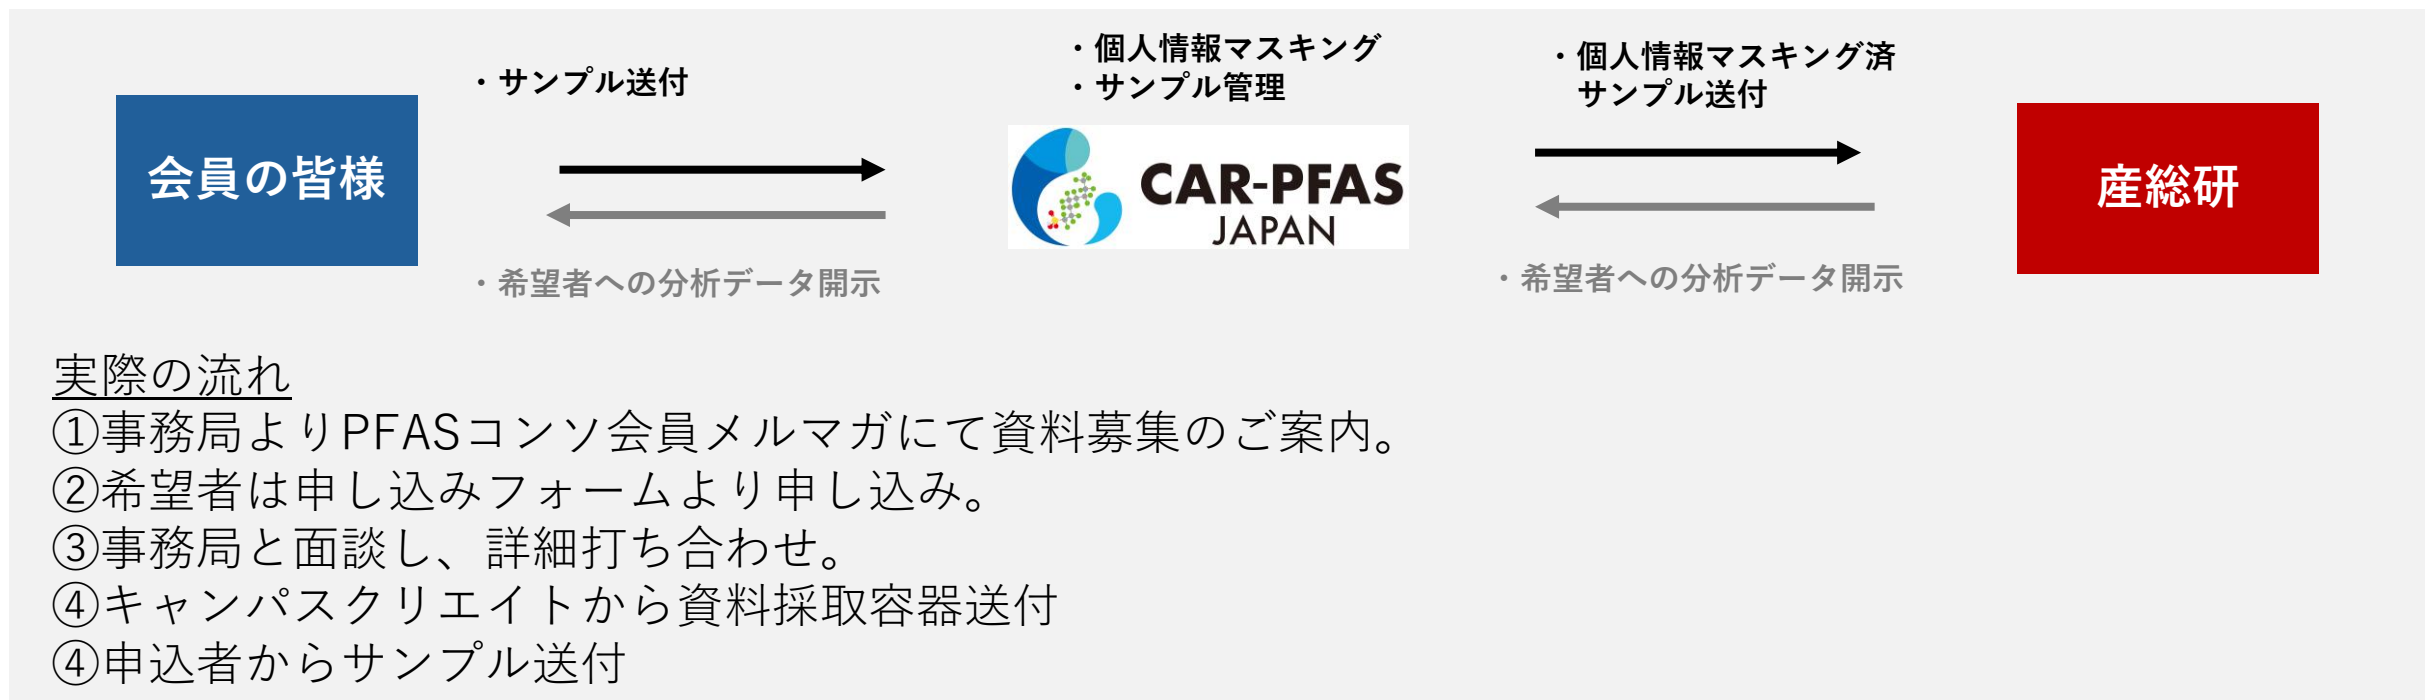 ・サンプル送付
・個人情報マスキング
・サンプル管理
・個人情報マスキング済
サンプル送付
会員の皆様
CAR-PFAS
JAPAN
産総研
・希望者への分析データ開示
・希望者への分析データ開示
実際の流れ
①事務局よりPFASコンソ会員メルマガにて資料募集のご案内。
②希望者は申し込みフォームより申し込み。
③事務局と面談し、詳細打ち合わせ。
④キャンパスクリエイトから資料採取容器送付
④申込者からサンプル送付